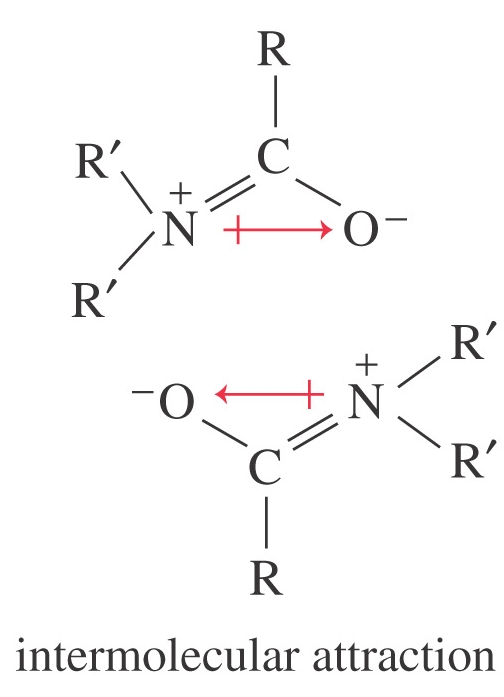 R
R′ C
+
N O−
R′
+ R′
−O N
C R′
R
intermolecular attraction